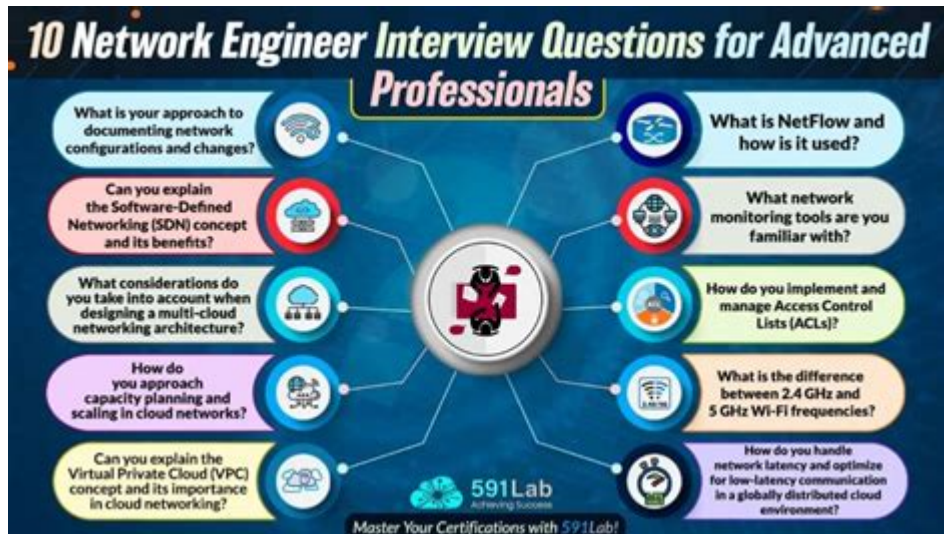 10 Network Engineer Interview Questions for Advanced
Professionals
What is your approach to
documenting network
configurations and changes?
Can you explain
the Software-Defined
Networking (SDN) concept
and its benefits?
What considerations do
you take into account when
designing a multi-cloud
networking architecture?
How do
you approach
capacity planning and
scaling in cloud networks?
Can you explain the
Virtual Private Cloud (VPC)
concept and its importance
in cloud networking?
What is NetFlow and
how is it used?
What network
monitoring tools are you
familiar with?
How do you implement and
manage Access Control
Lists (ACLs)?
What is the difference
between 2.4 GHz and
5 GHz Wi-Fi frequencies?
How do you handle
network latency and optimize
for low-latency communication
in a globally distributed cloud
environment?
591Lab
Achieving Success
Master Your Certifications with 591Lab!